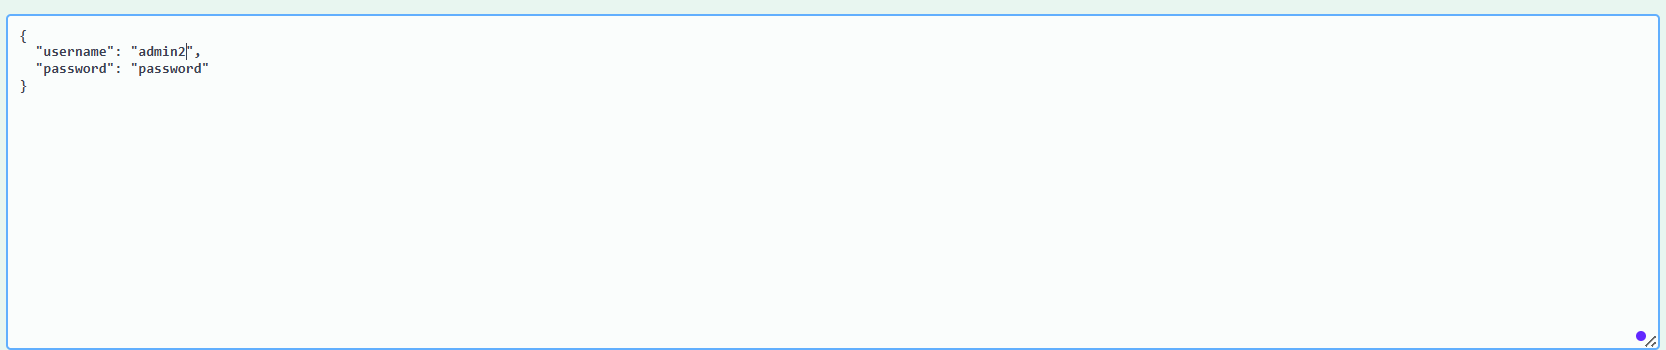 {
  "username": "admin2",
  "password": "password"
}